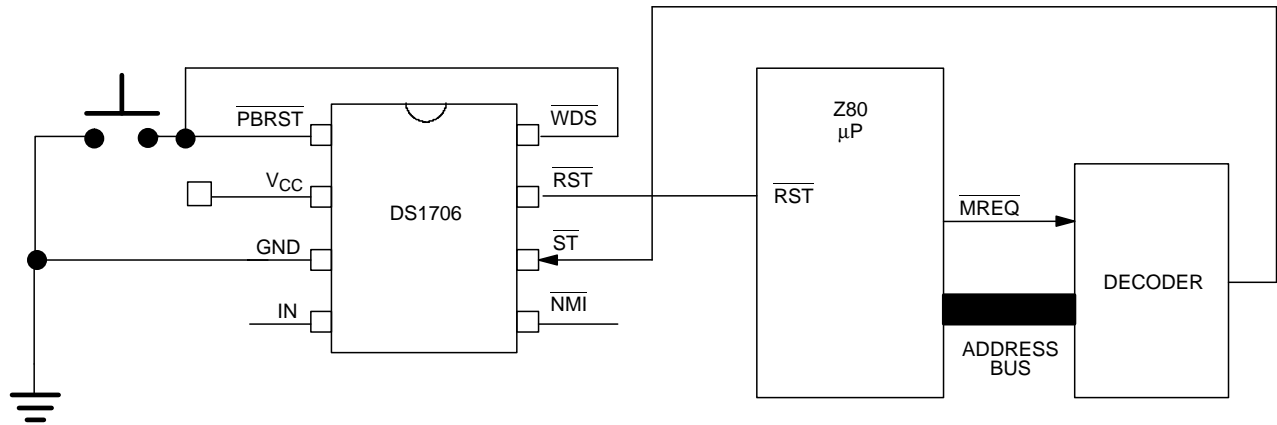 PBRST
WDS
VCC
RST
DS1706
GND
ST
IN
NMI
Z80
µP
RST
MREQ
ADDRESS
BUS
DECODER